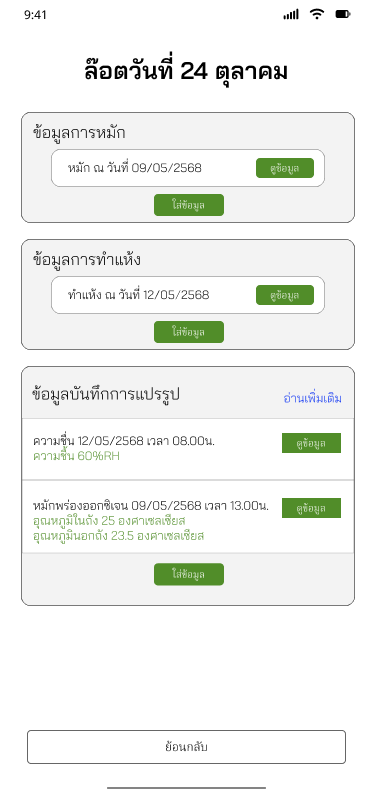 9:41
ล๊อตวันที่ 24 ตุลาคม
ข้อมูลการหมัก
หมัก ณ วันที่ 09/05/2568
ดูข้อมูล
ใส่ข้อมูล
ข้อมูลการทำแห้ง
ทำแห้ง ณ วันที่ 12/05/2568
ดูข้อมูล
ใส่ข้อมูล
ข้อมูลบันทึกการแปรรูป
อ่านเพิ่มเติม
ความชื้น 12/05/2568 เวลา 08.00น.
ดูข้อมูล
ความชื้น 60%RH
หมักพร่องออกซิเจน 09/05/2568 เวลา 13.00น.
ดูข้อมูล
อุณหภูมิในถัง 25 องศาเซลเซียส
อุณหภูมินอกถัง 23.5 องศาเซลเซียส
ใส่ข้อมูล
ย้อนกลับ